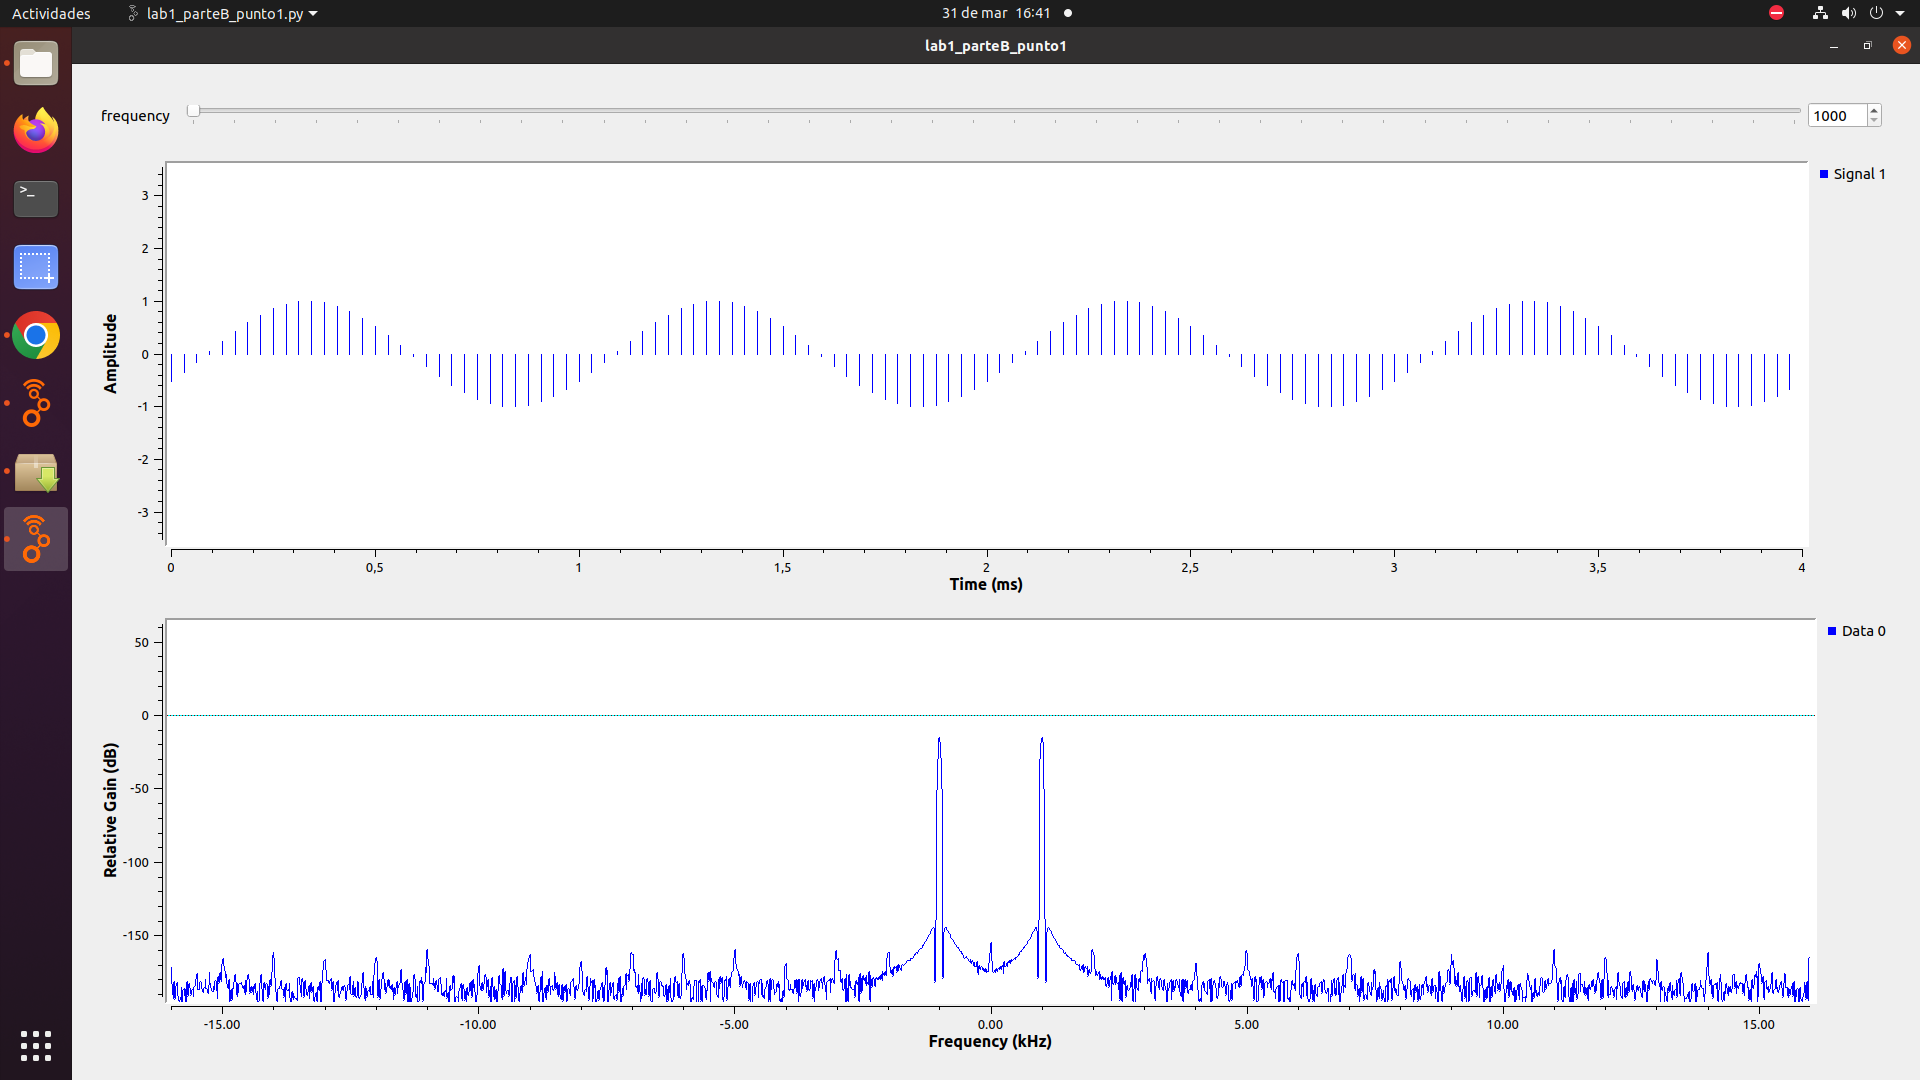 Actividades lab1_parteB_punto1.py 31 de mar 16:41
lab1_parteB_punto1
frequency 1000
Signal 1
3
2
1
0
-1
-2
-3
Amplitude
0 0,5 1 1,5 2 2,5 3 3,5 4
Time (ms)
Data 0
50
0
-50
-100
-150
Relative Gain (dB)
-15.00 -10.00 -5.00 0.00 5.00 10.00 15.00
Frequency (kHz)